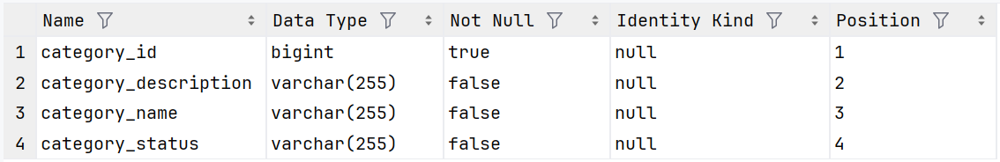 Name Data Type Not Null Identity Kind Position
1 category_id bigint true null 1
2 category_description varchar(255) false null 2
3 category_name varchar(255) false null 3
4 category_status varchar(255) false null 4